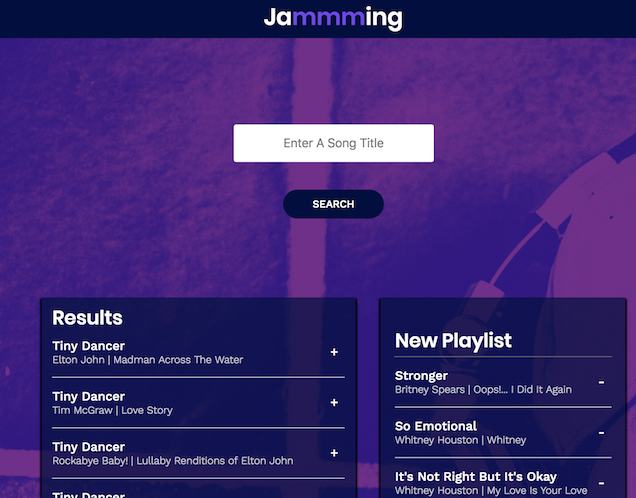 Jammming
Enter A Song Title
SEARCH
Results
Tiny Dancer
Elton John | Madman Across The Water
+
Tiny Dancer
Tim McGraw | Love Story
+
Tiny Dancer
Rockabye Baby! | Lullaby Renditions of Elton John
+
Tiny Dancer
New Playlist
Stronger
Britney Spears | Oops!... I Did It Again
-
So Emotional
Whitney Houston | Whitney
-
It's Not Right But It's Okay
Whitney Houston | My Love Is Your Love
-